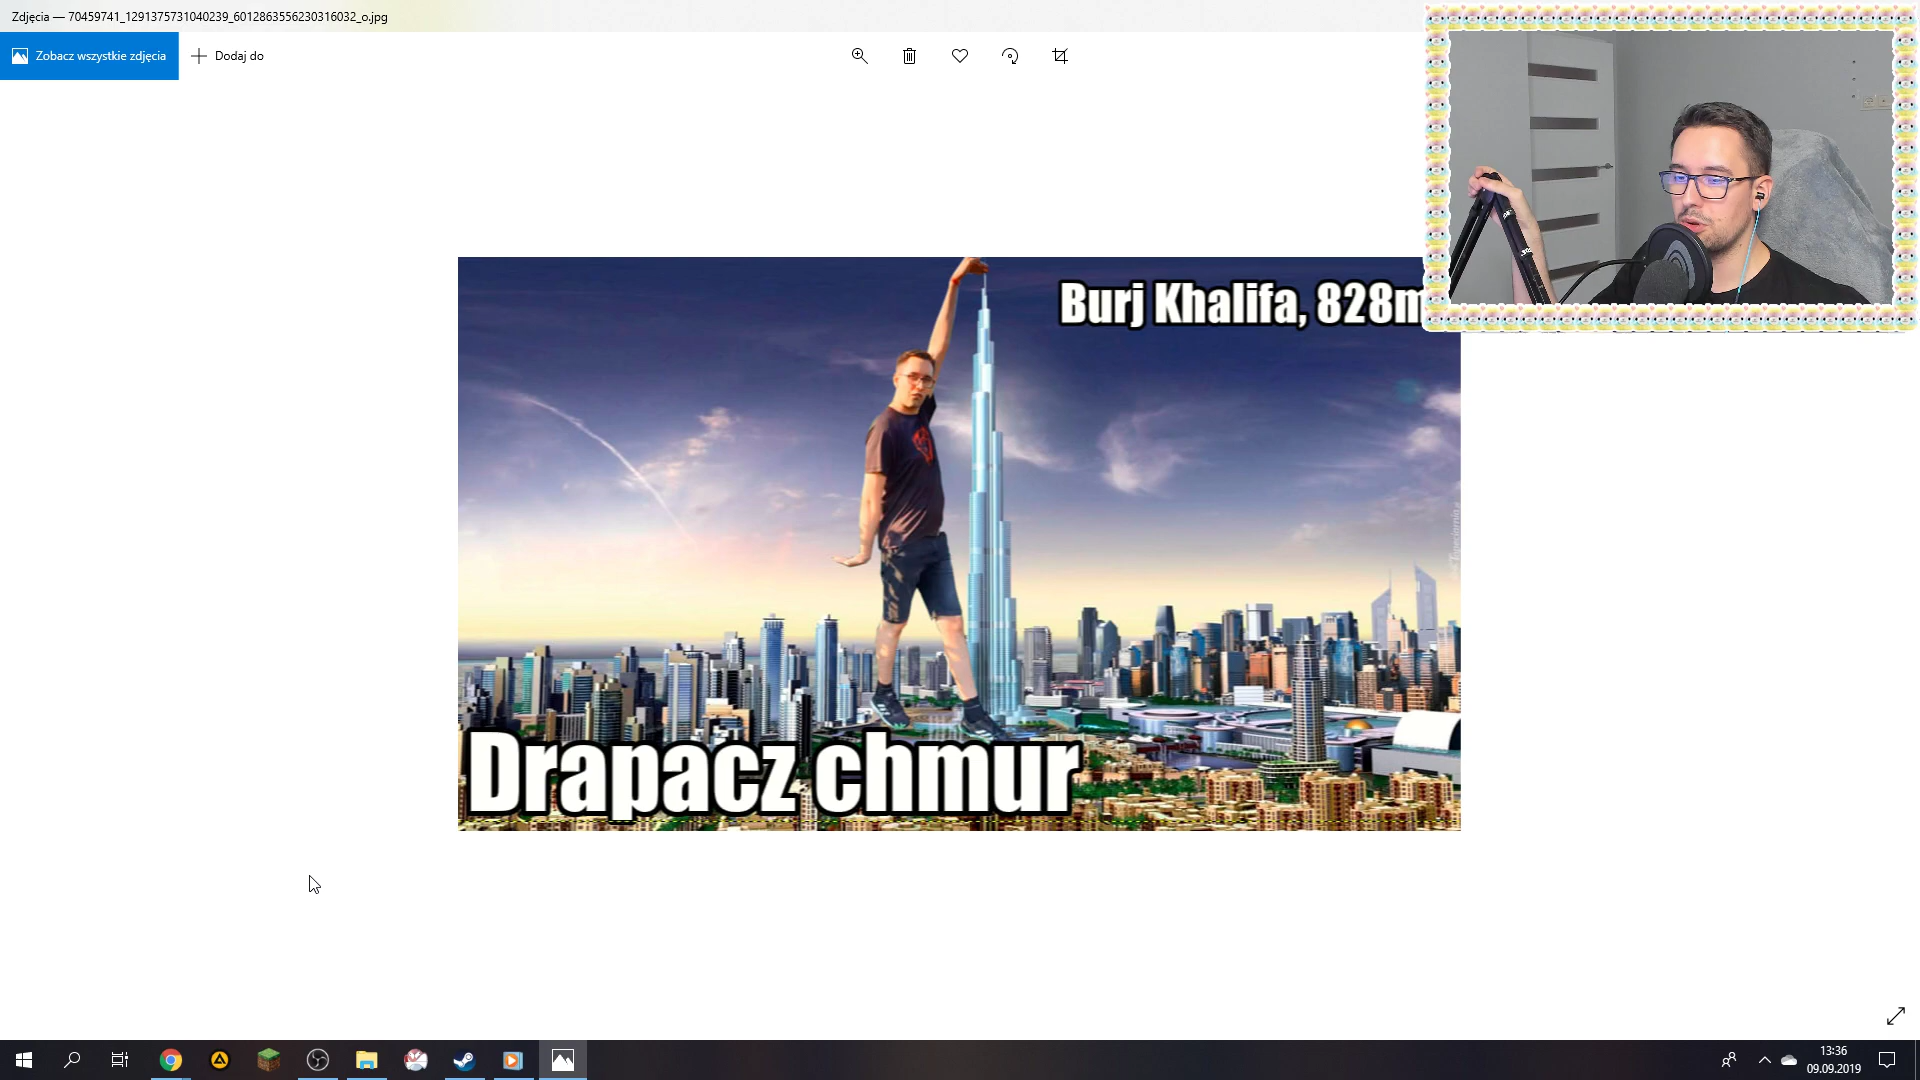 Zdjęcia — 70459741_1291375731040239_6012863556230316032_o.jpg
Zobacz wszystkie zdjęcia
Dodaj do
Burj Khalifa, 828m
Drapacz chmur
13:36
09.09.2019